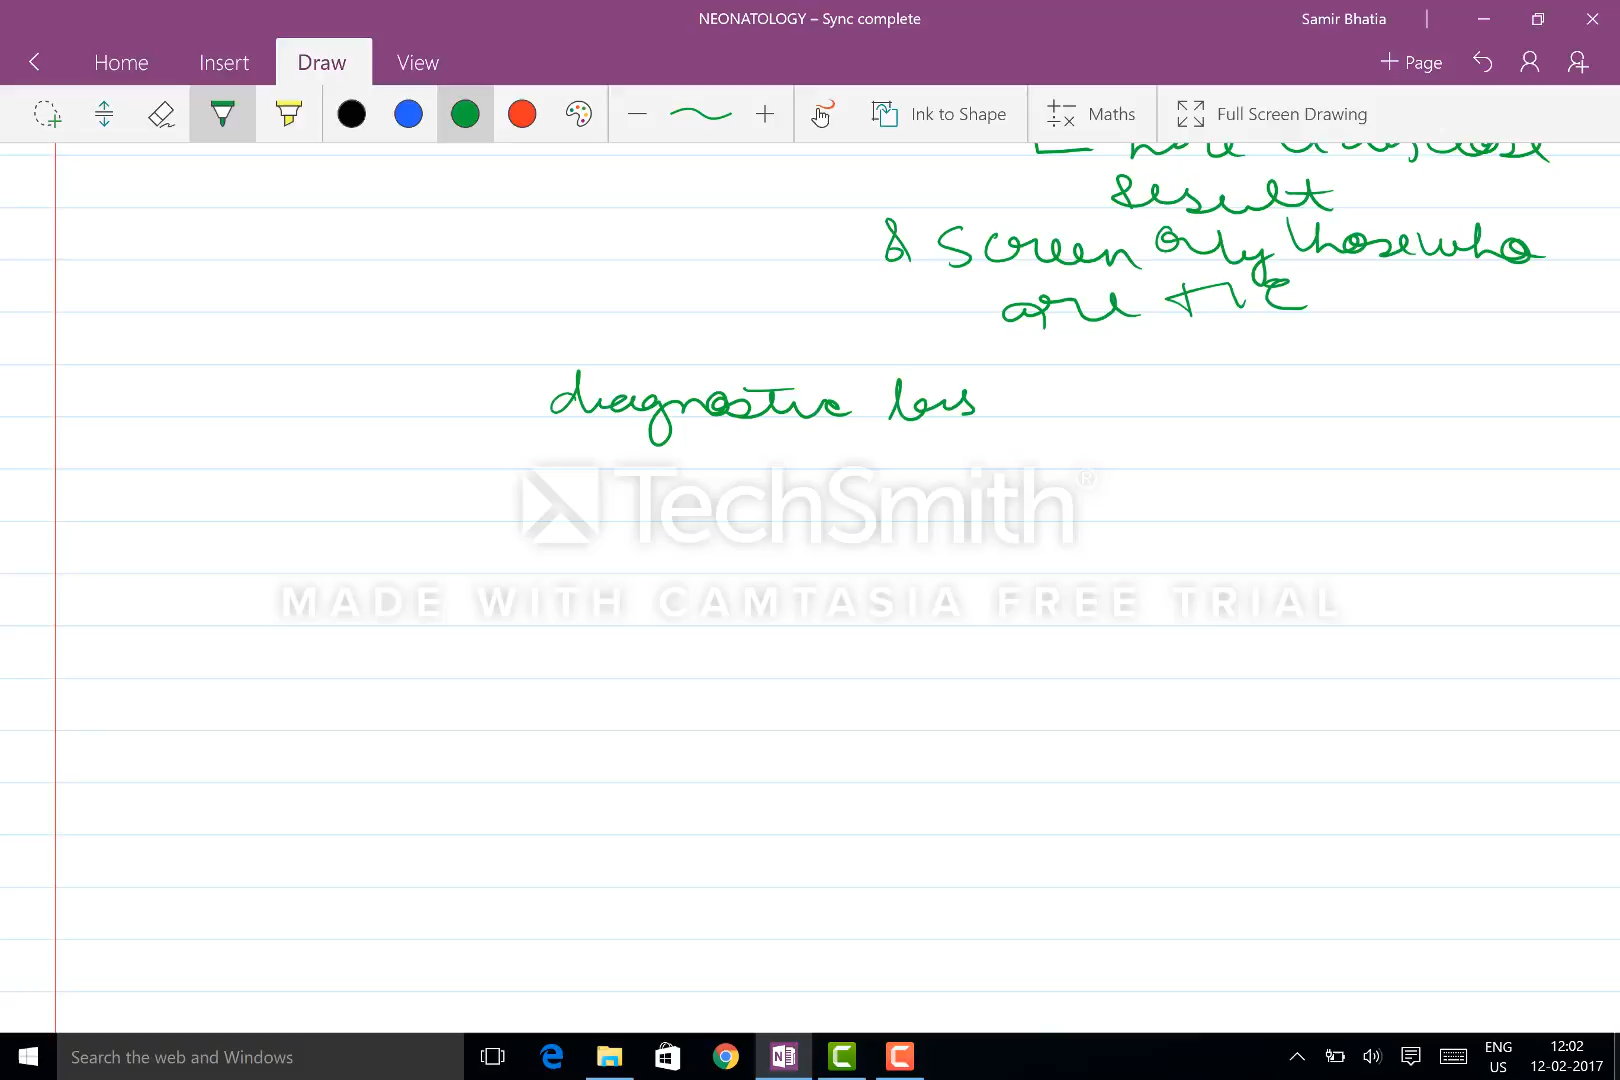 NEONATOLOGY – Sync complete
Samir Bhatia
Home Insert Draw View
Page
Ink to Shape Maths Full Screen Drawing
result
& Screen only those who
are +ve
diagnostic
TechSmith®
MADE WITH CAMTASIA FREE TRIAL
Search the web and Windows
ENG
US
12:02
12-02-2017